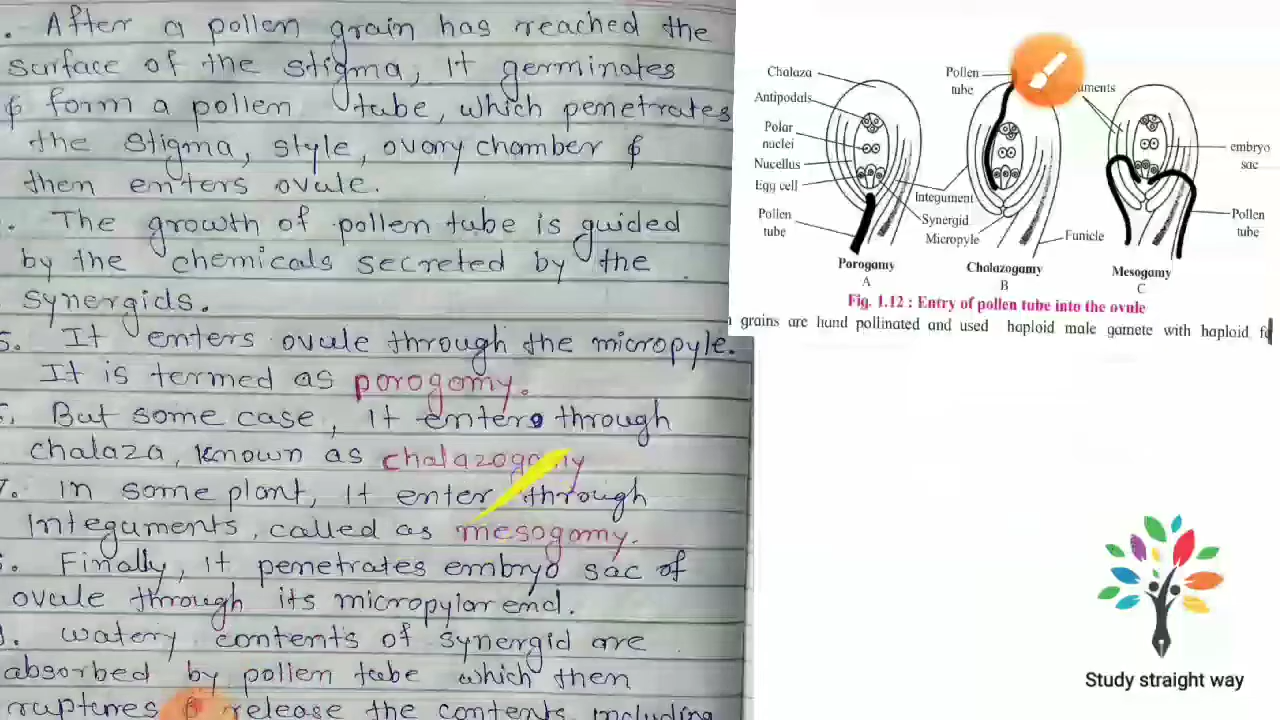 . After a pollen grain has reached the
surface of the stigma, it germinates
& form a pollen tube, which penetrates
the stigma, style, ovary chamber &
then enters ovule.
. The growth of pollen tube is guided
by the chemicals secreted by the
synergids.
5. It enters ovule through the micropyle.
It is termed as porogomy.
But some case, it enters through
chalaza, known as chalazogamy
7. In some plant, it enter through
Integuments, called as mesogomy.
. Finally, it penetrates embryo sac of
ovule through its micropylar end.
. watery contents of synergid are
absorbed by pollen tube which then
ruptures & release the contents including
Chalaza
Antipodals
Polar
nuclei
Nucellus
Egg cell
Pollen
tube
Pollen
tube
Integument
Synergid
Micropyle
Funicle
uments
embryo
sac
Pollen
tube
Porogamy
A
Chalazogamy
B
Mesogamy
C
Fig. 1.12 : Entry of pollen tube into the ovule
grains are hand pollinated and used haploid male gamete with haploid
Study straight way